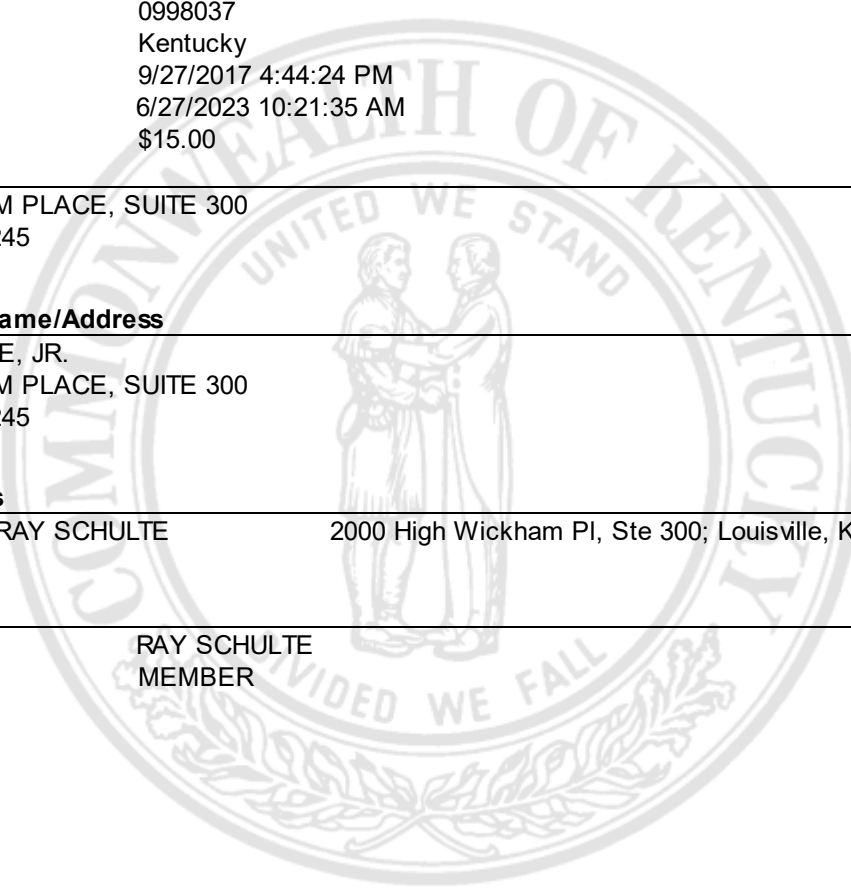 0998037
Kentucky
9/27/2017 4:44:24 PM
6/27/2023 10:21:35 AM
$15.00
M PLACE, SUITE 300
245
ame/Address
E, JR.
M PLACE, SUITE 300
245
s
RAY SCHULTE 2000 High Wickham Pl, Ste 300; Louisville, K
RAY SCHULTE
MEMBER
COMMONWEALTH OF KENTUCKY
UNITED WE STAND
DIVIDED WE FALL